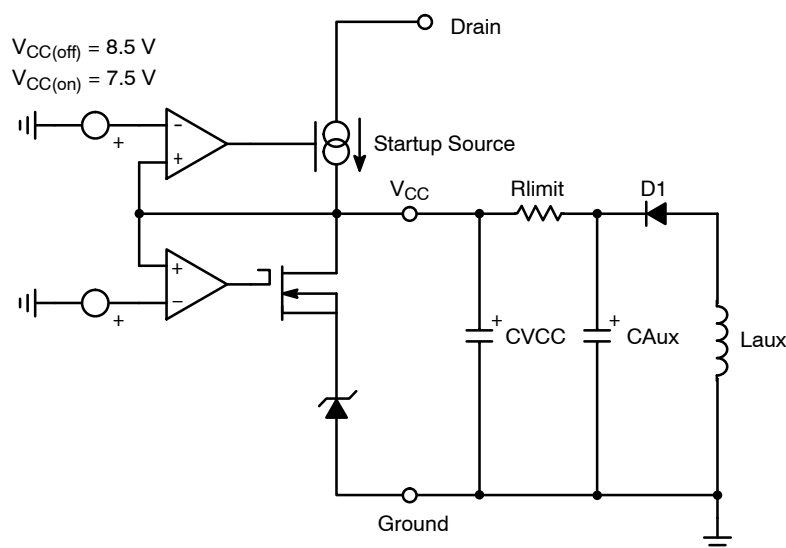 Drain
VCC(off) = 8.5 V
VCC(on) = 7.5 V
−
+
+
Startup Source
VCC
Rlimit
D1
+
−
+
+
CVCC
+
CAux
Laux
Ground